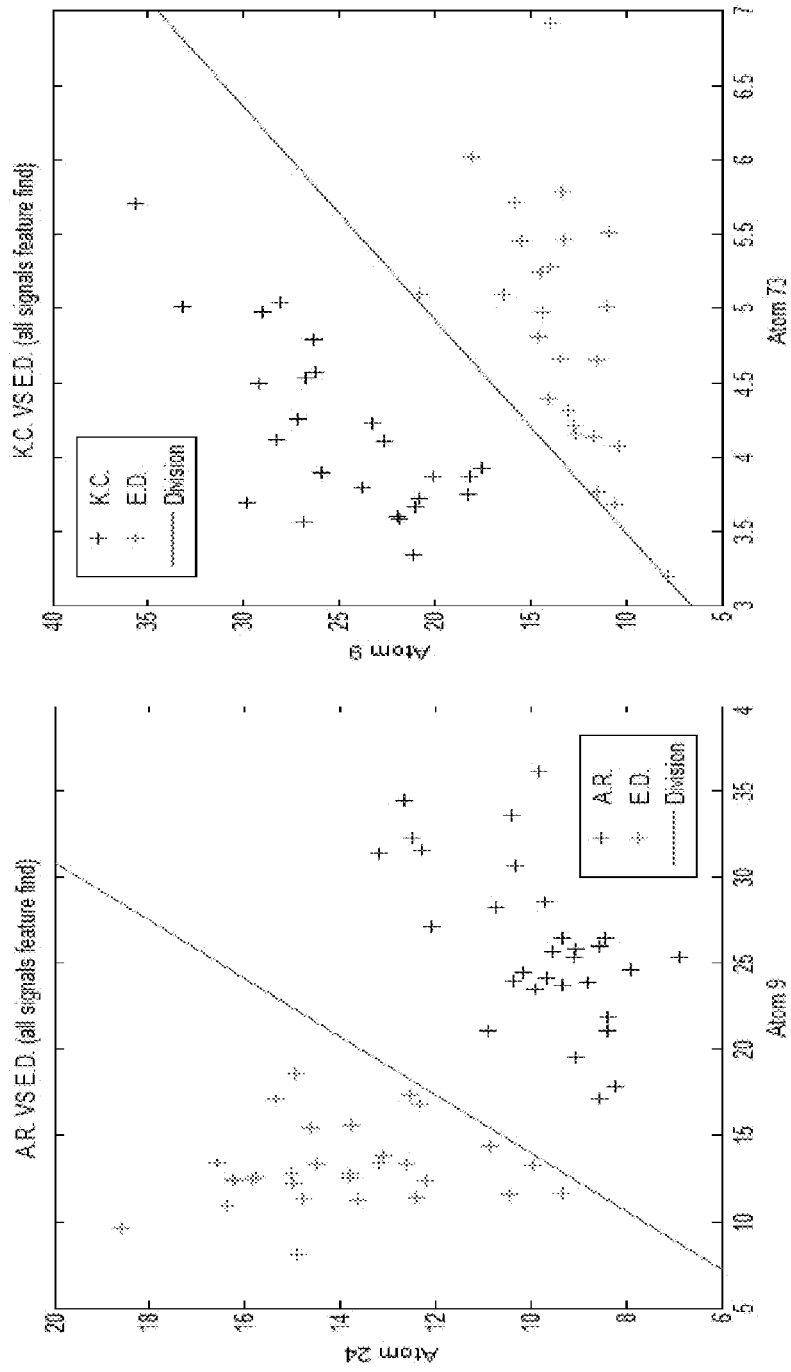 A.R. VS E.D. (all signals feature find)
20
18
16
14
12
10
8
6
Atom 24
5
10
15
20
25
30
35
4
Atom 9
A.R.
E.D.
Division
K.C. VS E.D. (all signals feature find)
40
35
30
25
20
15
10
5
Atom 9
3
3.5
4
4.5
5
5.5
6
6.5
7
Atom 73
K.C.
E.D.
Division